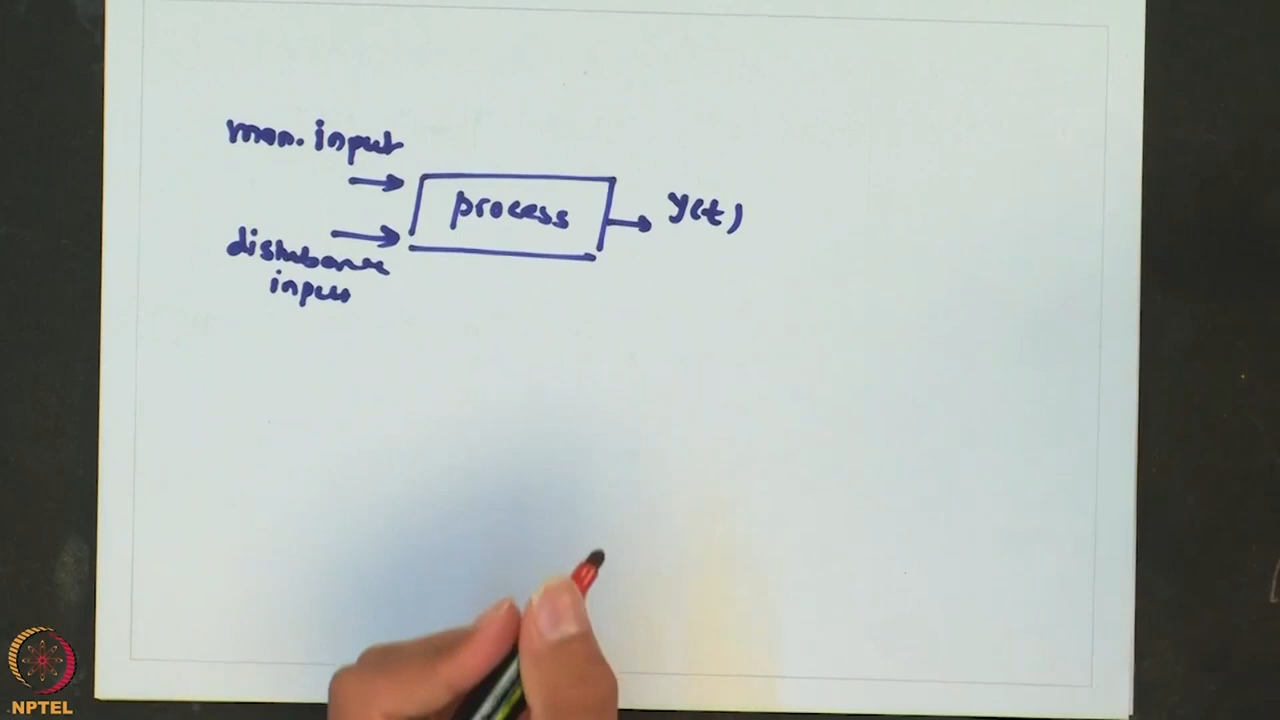 man. input
process
y(t)
disturbance
input
NPTEL